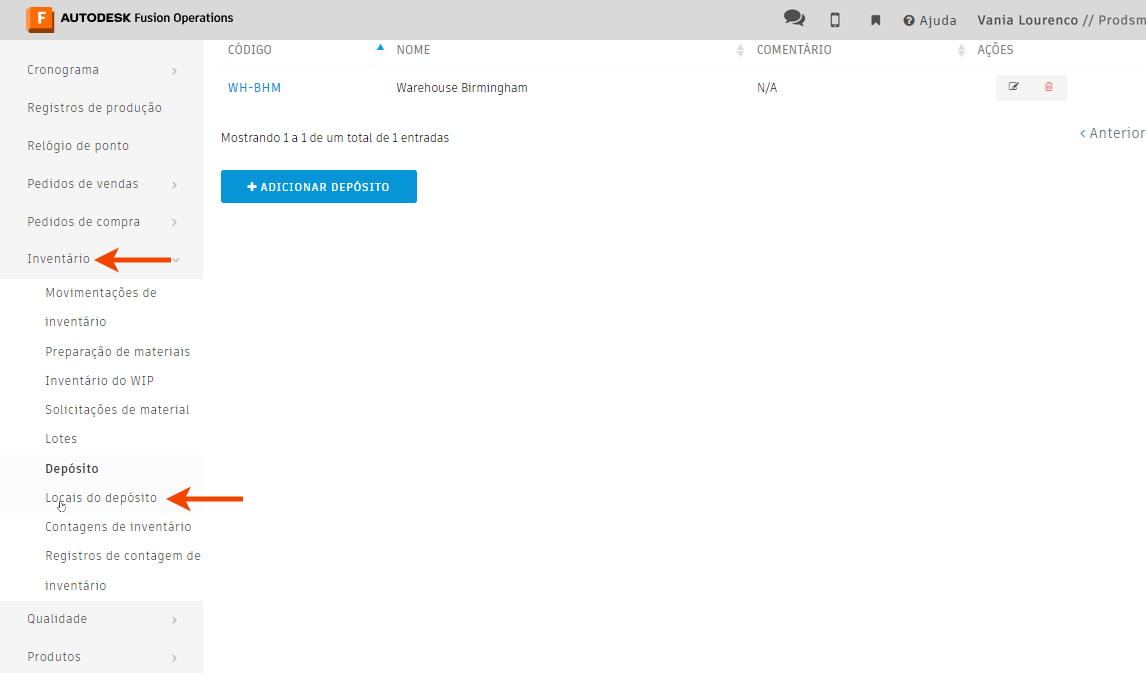 F AUTODESK Fusion Operations
Ajuda
Vania Lourenco // Prodsm
Cronograma
Registros de produção
Relógio de ponto
Pedidos de vendas
Pedidos de compra
Inventário
Movimentações de
inventário
Preparação de materiais
Inventário do WIP
Solicitações de material
Lotes
Depósito
Locais do depósito
Contagens de inventário
Registros de contagem de
inventário
Qualidade
Produtos
CÓDIGO NOME COMENTÁRIO AÇÕES
WH-BHM Warehouse Birmingham N/A
Mostrando 1 a 1 de um total de 1 entradas
Anterior
ADICIONAR DEPÓSITO